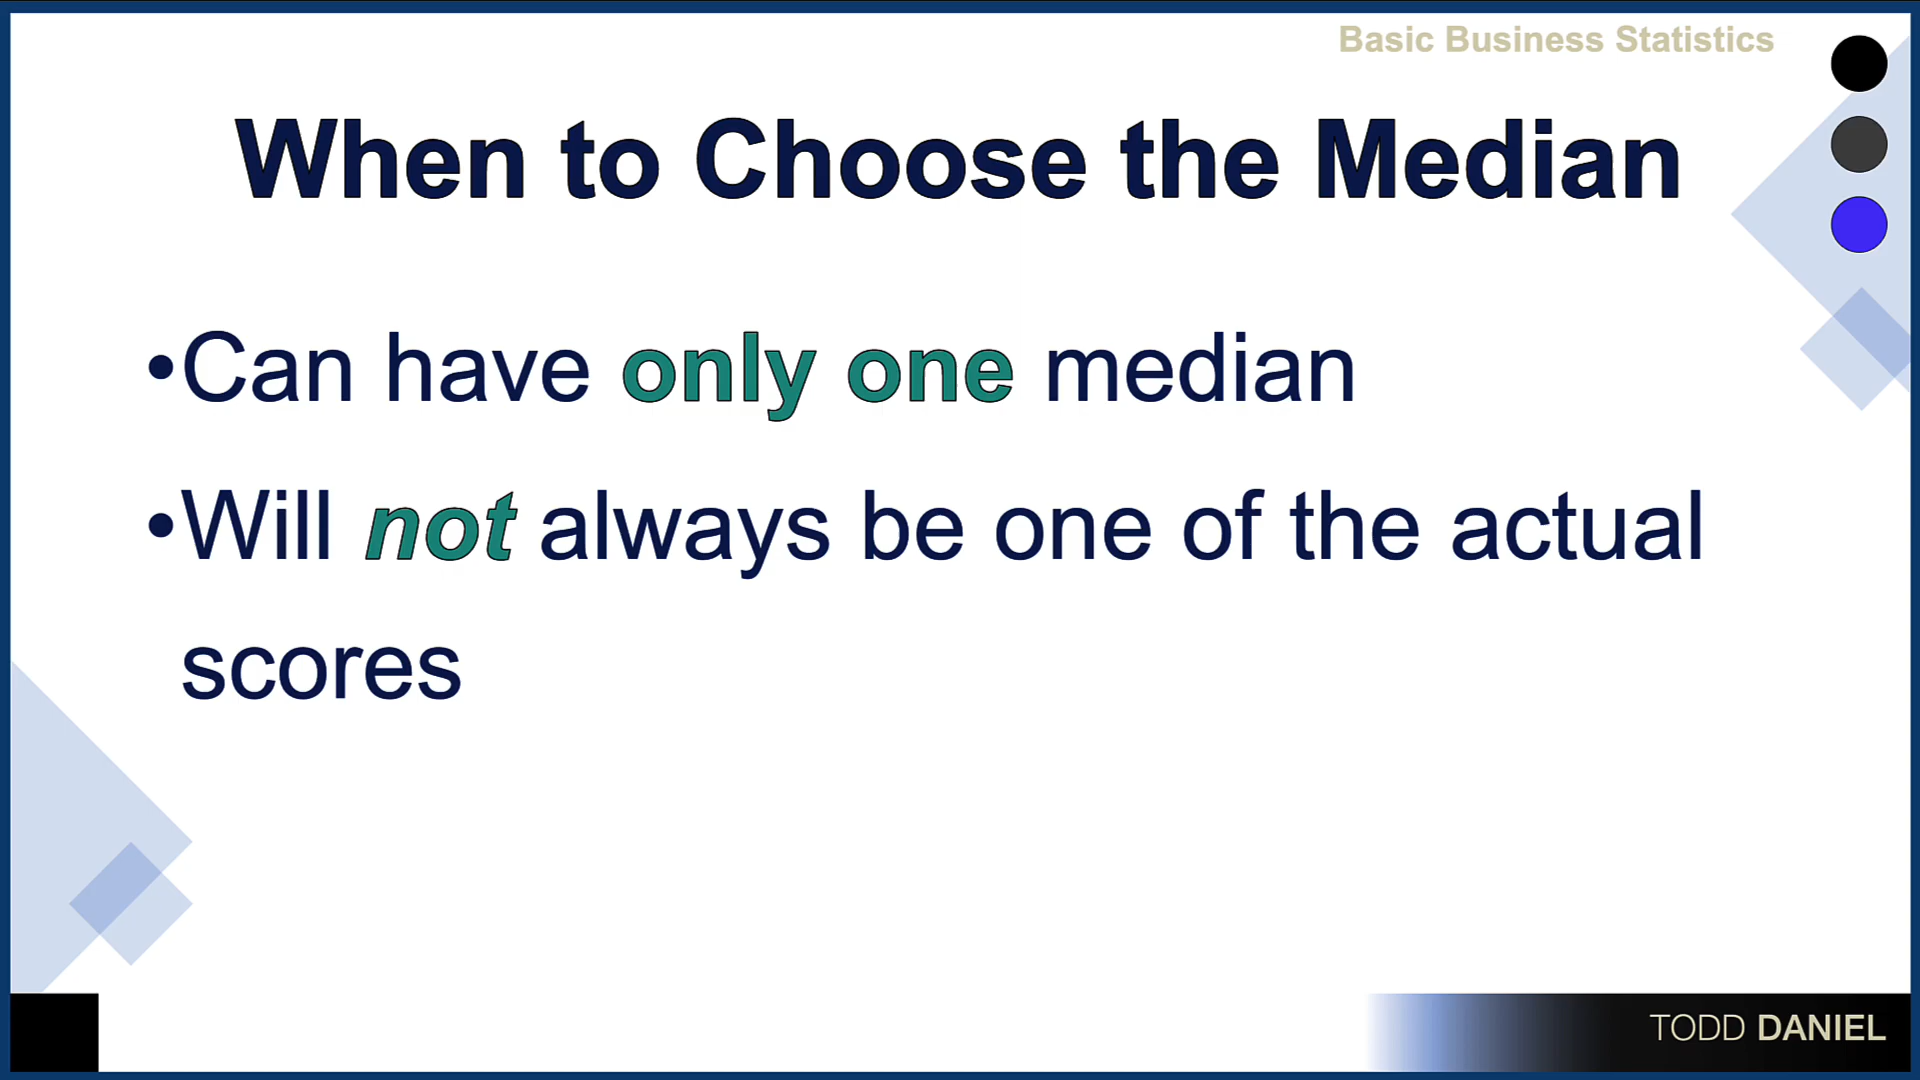 Basic Business Statistics
When to Choose the Median
•Can have only one median
•Will not always be one of the actual
scores
TODD DANIEL